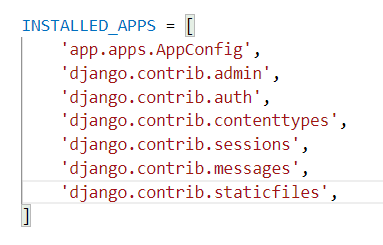 INSTALLED_APPS = [
    'app.apps.AppConfig',
    'django.contrib.admin',
    'django.contrib.auth',
    'django.contrib.contenttypes',
    'django.contrib.sessions',
    'django.contrib.messages',
    'django.contrib.staticfiles',
]